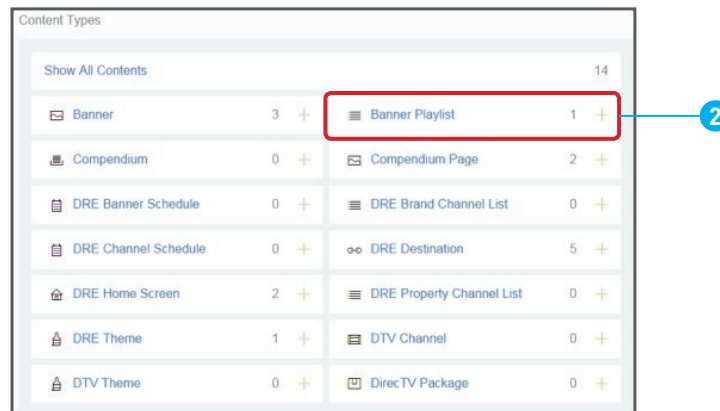 Content Types
Show All Contents 14
Banner 3 + Banner Playlist 1 +
2
Compendium 0 + Compendium Page 2 +
DRE Banner Schedule 0 + DRE Brand Channel List 0 +
DRE Channel Schedule 0 + DRE Destination 5 +
DRE Home Screen 2 + DRE Property Channel List 0 +
DRE Theme 1 + DTV Channel 0 +
DTV Theme 0 + DirecTV Package 0 +